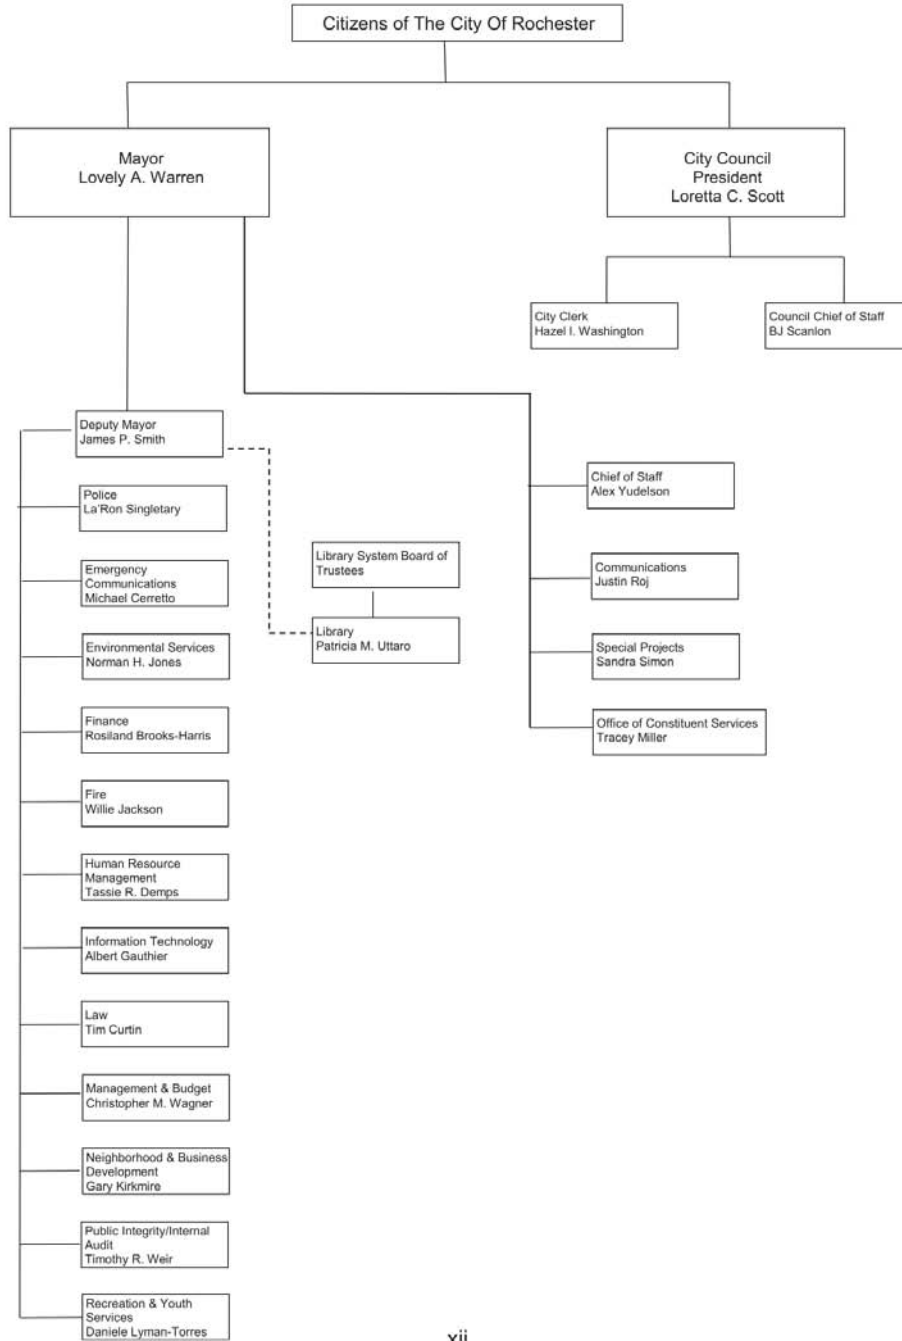 Citizens of The City Of Rochester
Mayor
Lovely A. Warren
City Council
President
Loretta C. Scott
City Clerk
Hazel I. Washington
Council Chief of Staff
BJ Scanlon
Deputy Mayor
James P. Smith
Police
La'Ron Singletary
Emergency
Communications
Michael Cerretto
Environmental Services
Norman H. Jones
Finance
Rosiland Brooks-Harris
Fire
Willie Jackson
Human Resource
Management
Tassie R. Demps
Information Technology
Albert Gauthier
Law
Tim Curtin
Management & Budget
Christopher M. Wagner
Neighborhood & Business
Development
Gary Kirkmire
Public Integrity/Internal
Audit
Timothy R. Weir
Recreation & Youth
Services
Daniele Lyman-Torres
Library System Board of
Trustees
Library
Patricia M. Uttaro
Chief of Staff
Alex Yudelson
Communications
Justin Roj
Special Projects
Sandra Simon
Office of Constituent Services
Tracey Miller
xii